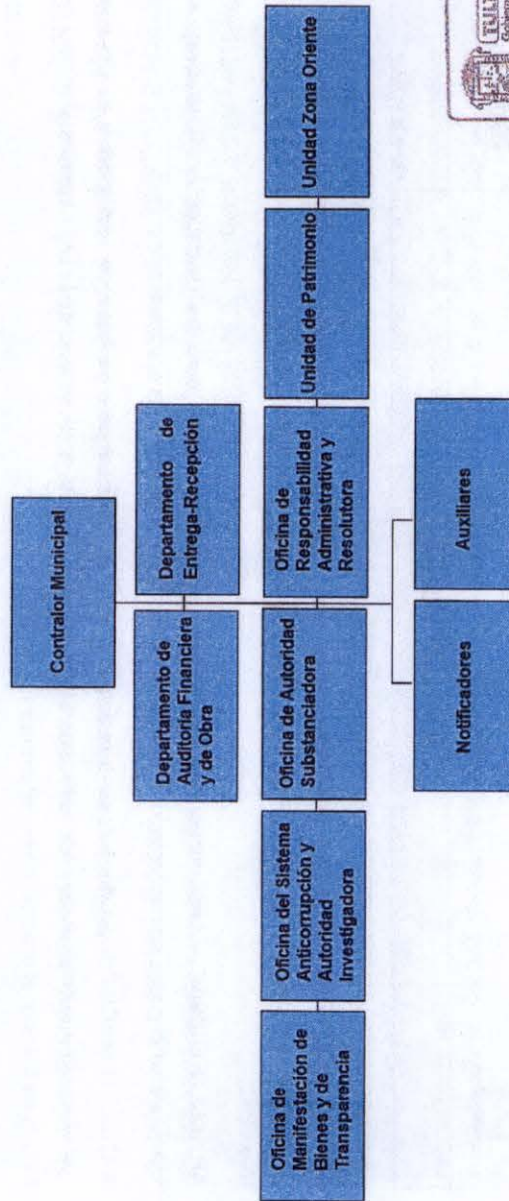 Contralor Municipal
Departamento de
Auditoría Financiera
y de Obra
Departamento de
Entrega-Recepción
Oficina de
Manifestación de
Bienes y de
Transparencia
Oficina del Sistema
Anticorrupción y
Autoridad
Investigadora
Oficina de Autoridad
Substanciadora
Oficina de
Responsabilidad
Administrativa y
Resolutora
Unidad de Patrimonio
Unidad Zona Oriente
Notificadores
Auxiliares